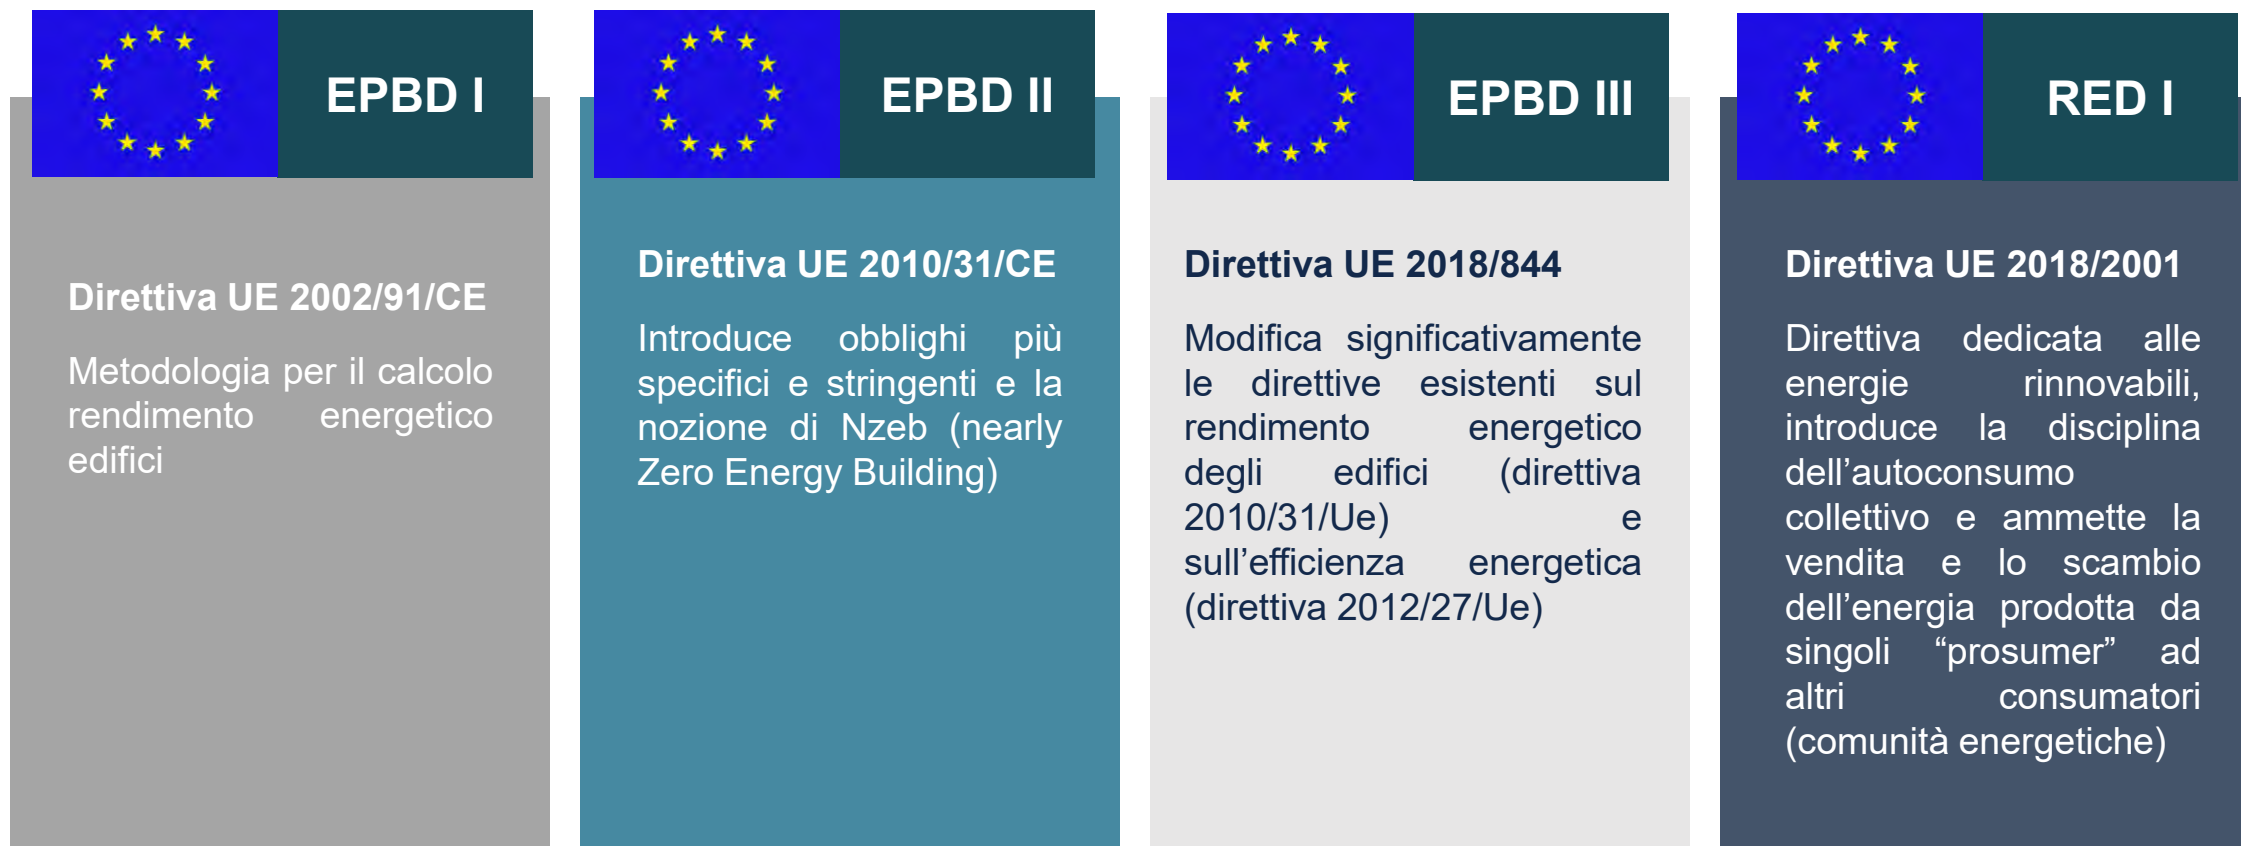 EPBD I
Direttiva UE 2002/91/CE
Metodologia per il calcolo
rendimento energetico
edifici
EPBD II
Direttiva UE 2010/31/CE
Introduce obblighi più
specifici e stringenti e la
nozione di Nzeb (nearly
Zero Energy Building)
EPBD III
Direttiva UE 2018/844
Modifica significativamente
le direttive esistenti sul
rendimento energetico
degli edifici (direttiva
2010/31/Ue) e
sull’efficienza energetica
(direttiva 2012/27/Ue)
RED I
Direttiva UE 2018/2001
Direttiva dedicata alle
energie rinnovabili,
introduce la disciplina
dell’autoconsumo
collettivo e ammette la
vendita e lo scambio
dell’energia prodotta da
singoli “prosumer” ad
altri consumatori
(comunità energetiche)